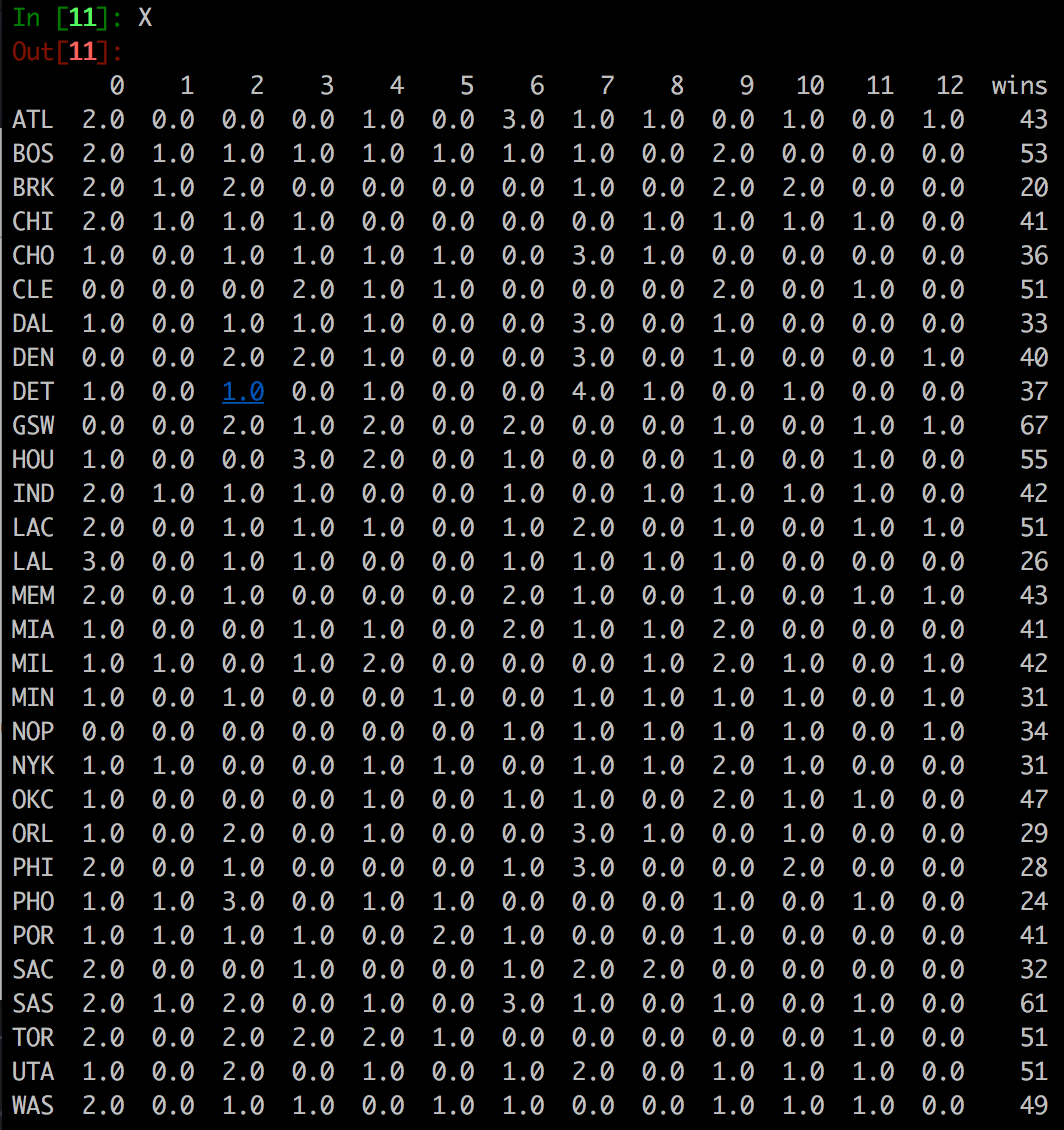 In [11]: X
Out[11]:
0 1 2 3 4 5 6 7 8 9 10 11 12 wins
ATL 2.0 0.0 0.0 0.0 1.0 0.0 3.0 1.0 1.0 0.0 1.0 0.0 1.0 43
BOS 2.0 1.0 1.0 1.0 1.0 1.0 1.0 1.0 0.0 2.0 0.0 0.0 0.0 53
BRK 2.0 1.0 2.0 0.0 0.0 0.0 0.0 1.0 0.0 2.0 2.0 0.0 0.0 20
CHI 2.0 1.0 1.0 1.0 0.0 0.0 0.0 0.0 1.0 1.0 1.0 1.0 0.0 41
CHO 1.0 0.0 1.0 1.0 1.0 1.0 0.0 3.0 1.0 0.0 0.0 0.0 0.0 36
CLE 0.0 0.0 0.0 2.0 1.0 1.0 0.0 0.0 0.0 2.0 0.0 1.0 0.0 51
DAL 1.0 0.0 1.0 1.0 1.0 0.0 0.0 3.0 0.0 1.0 0.0 0.0 0.0 33
DEN 0.0 0.0 2.0 2.0 1.0 0.0 0.0 3.0 0.0 1.0 0.0 0.0 1.0 40
DET 1.0 0.0 1.0 0.0 1.0 0.0 0.0 4.0 1.0 0.0 1.0 0.0 0.0 37
GSW 0.0 0.0 2.0 1.0 2.0 0.0 2.0 0.0 0.0 1.0 0.0 1.0 1.0 67
HOU 1.0 0.0 0.0 3.0 2.0 0.0 1.0 0.0 0.0 1.0 0.0 1.0 0.0 55
IND 2.0 1.0 1.0 1.0 0.0 0.0 1.0 0.0 1.0 1.0 1.0 0.0 0.0 42
LAC 2.0 0.0 1.0 1.0 1.0 0.0 1.0 2.0 0.0 1.0 0.0 1.0 0.0 51
LAL 3.0 0.0 1.0 1.0 0.0 0.0 1.0 1.0 1.0 1.0 1.0 0.0 0.0 26
MEM 2.0 0.0 1.0 0.0 0.0 0.0 2.0 1.0 0.0 1.0 0.0 1.0 1.0 43
MIA 1.0 0.0 0.0 1.0 1.0 0.0 2.0 1.0 1.0 2.0 0.0 0.0 0.0 41
MIL 1.0 1.0 0.0 1.0 2.0 0.0 0.0 0.0 1.0 2.0 1.0 0.0 1.0 42
MIN 1.0 0.0 1.0 0.0 0.0 1.0 0.0 1.0 1.0 1.0 1.0 0.0 1.0 31
NOP 0.0 0.0 0.0 0.0 0.0 0.0 1.0 1.0 1.0 1.0 1.0 0.0 1.0 34
NYK 1.0 1.0 0.0 0.0 1.0 1.0 0.0 1.0 1.0 2.0 1.0 0.0 0.0 31
OKC 1.0 0.0 0.0 0.0 1.0 0.0 1.0 1.0 0.0 2.0 1.0 1.0 0.0 47
ORL 1.0 0.0 2.0 0.0 1.0 0.0 0.0 3.0 1.0 0.0 1.0 0.0 0.0 29
PHI 2.0 0.0 1.0 0.0 0.0 0.0 1.0 3.0 0.0 0.0 2.0 0.0 0.0 28
PHO 1.0 1.0 3.0 0.0 1.0 1.0 0.0 0.0 0.0 1.0 0.0 1.0 0.0 24
POR 1.0 1.0 1.0 1.0 0.0 2.0 1.0 0.0 0.0 1.0 0.0 0.0 0.0 41
SAC 2.0 0.0 0.0 1.0 0.0 0.0 1.0 2.0 2.0 0.0 0.0 0.0 0.0 32
SAS 2.0 1.0 2.0 0.0 1.0 0.0 3.0 1.0 0.0 1.0 0.0 1.0 0.0 61
TOR 2.0 0.0 2.0 2.0 2.0 1.0 0.0 0.0 0.0 0.0 0.0 1.0 0.0 51
UTA 1.0 0.0 2.0 0.0 1.0 0.0 1.0 2.0 0.0 1.0 1.0 1.0 0.0 51
WAS 2.0 0.0 1.0 1.0 0.0 1.0 1.0 0.0 0.0 1.0 1.0 1.0 0.0 49